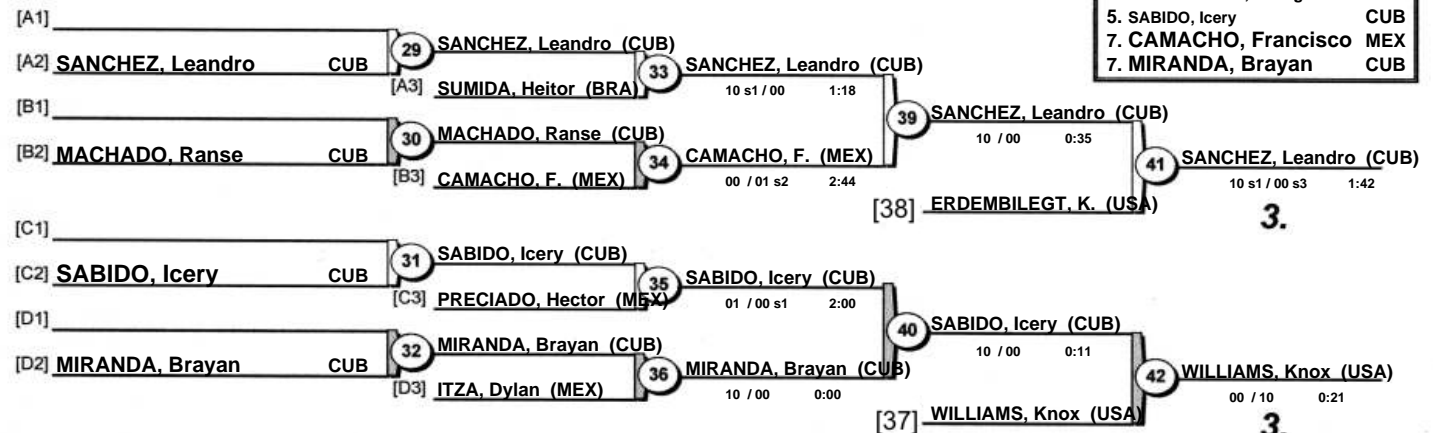 5. SABIDO, Icery CUB
7. CAMACHO, Francisco MEX
7. MIRANDA, Brayan CUB
[A1]
[A2] SANCHEZ, Leandro CUB
29
SANCHEZ, Leandro (CUB)
[A3] SUMIDA, Heitor (BRA)
33
SANCHEZ, Leandro (CUB)
10 s1 / 00 1:18
[B1]
[B2] MACHADO, Ranse CUB
30
MACHADO, Ranse (CUB)
[B3] CAMACHO, F. (MEX)
34
CAMACHO, F. (MEX)
00 / 01 s2 2:44
39
SANCHEZ, Leandro (CUB)
10 / 00 0:35
[38] ERDEMBILEGT, K. (USA)
41
SANCHEZ, Leandro (CUB)
10 s1 / 00 s3 1:42
3.
[C1]
[C2] SABIDO, Icery CUB
31
SABIDO, Icery (CUB)
[C3] PRECIADO, Hector (MEX)
35
SABIDO, Icery (CUB)
01 / 00 s1 2:00
[D1]
[D2] MIRANDA, Brayan CUB
32
MIRANDA, Brayan (CUB)
[D3] ITZA, Dylan (MEX)
36
MIRANDA, Brayan (CUB)
10 / 00 0:00
40
SABIDO, Icery (CUB)
10 / 00 0:11
[37] WILLIAMS, Knox (USA)
42
WILLIAMS, Knox (USA)
00 / 10 0:21
3.